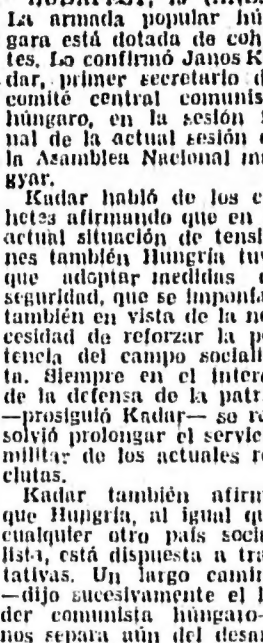 La armada popular hú-
gara está dotada de cohe
tes. Lo confirmó Janos K
dar, primer secretario d
comité central comunis
húngaro, en la sesión
nal de la actual sesión
la Asamblea Nacional m
gyar.
Kadar habló de los c
hetes afirmando que en
actual situación de tensi
nes también Hungría tu
que adoptar medidas
seguridad, que se imponía
también en vista de la n
cesidad de reforzar la p
tencia del campo sociali
ta. Siempre en el inter
de la defensa de la patr
—prosiguió Kadar— se r
solvió prolongar el servic
militar de los actuales r
clutas.
Kadar también afirm
que Hungría, al igual q
cualquier otro país soci
lista, está dispuesta a tra
tativas. Un largo camin
—dijo sucesivamente el l
der comunista húngaro—
nos separa aún del desar